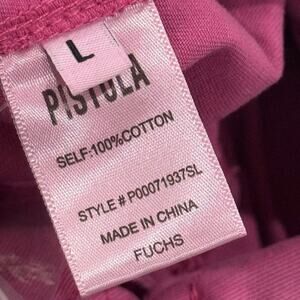 L
PISTOLA
SELF:100%COTTON
STYLE # P00071937SL
MADE IN CHINA
FUCHS